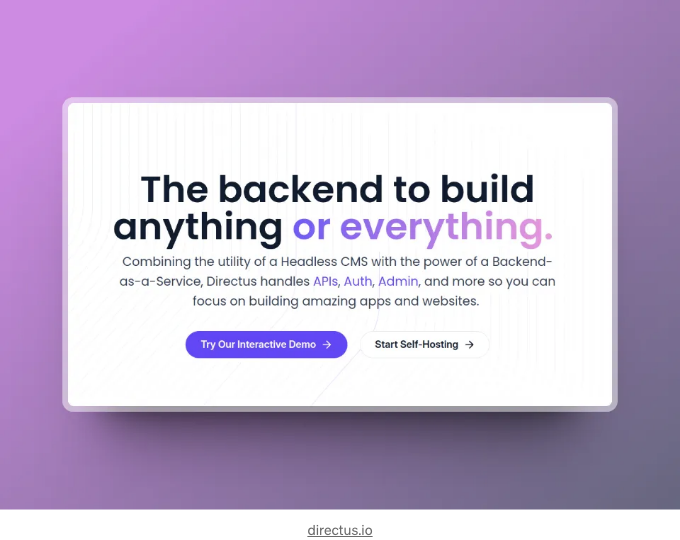 The backend to build
anything or everything.
Combining the utility of a Headless CMS with the power of a Backend-
as-a-Service, Directus handles APIs, Auth, Admin, and more so you can
focus on building amazing apps and websites.
Try Our Interactive Demo → Start Self-Hosting →
directus.io